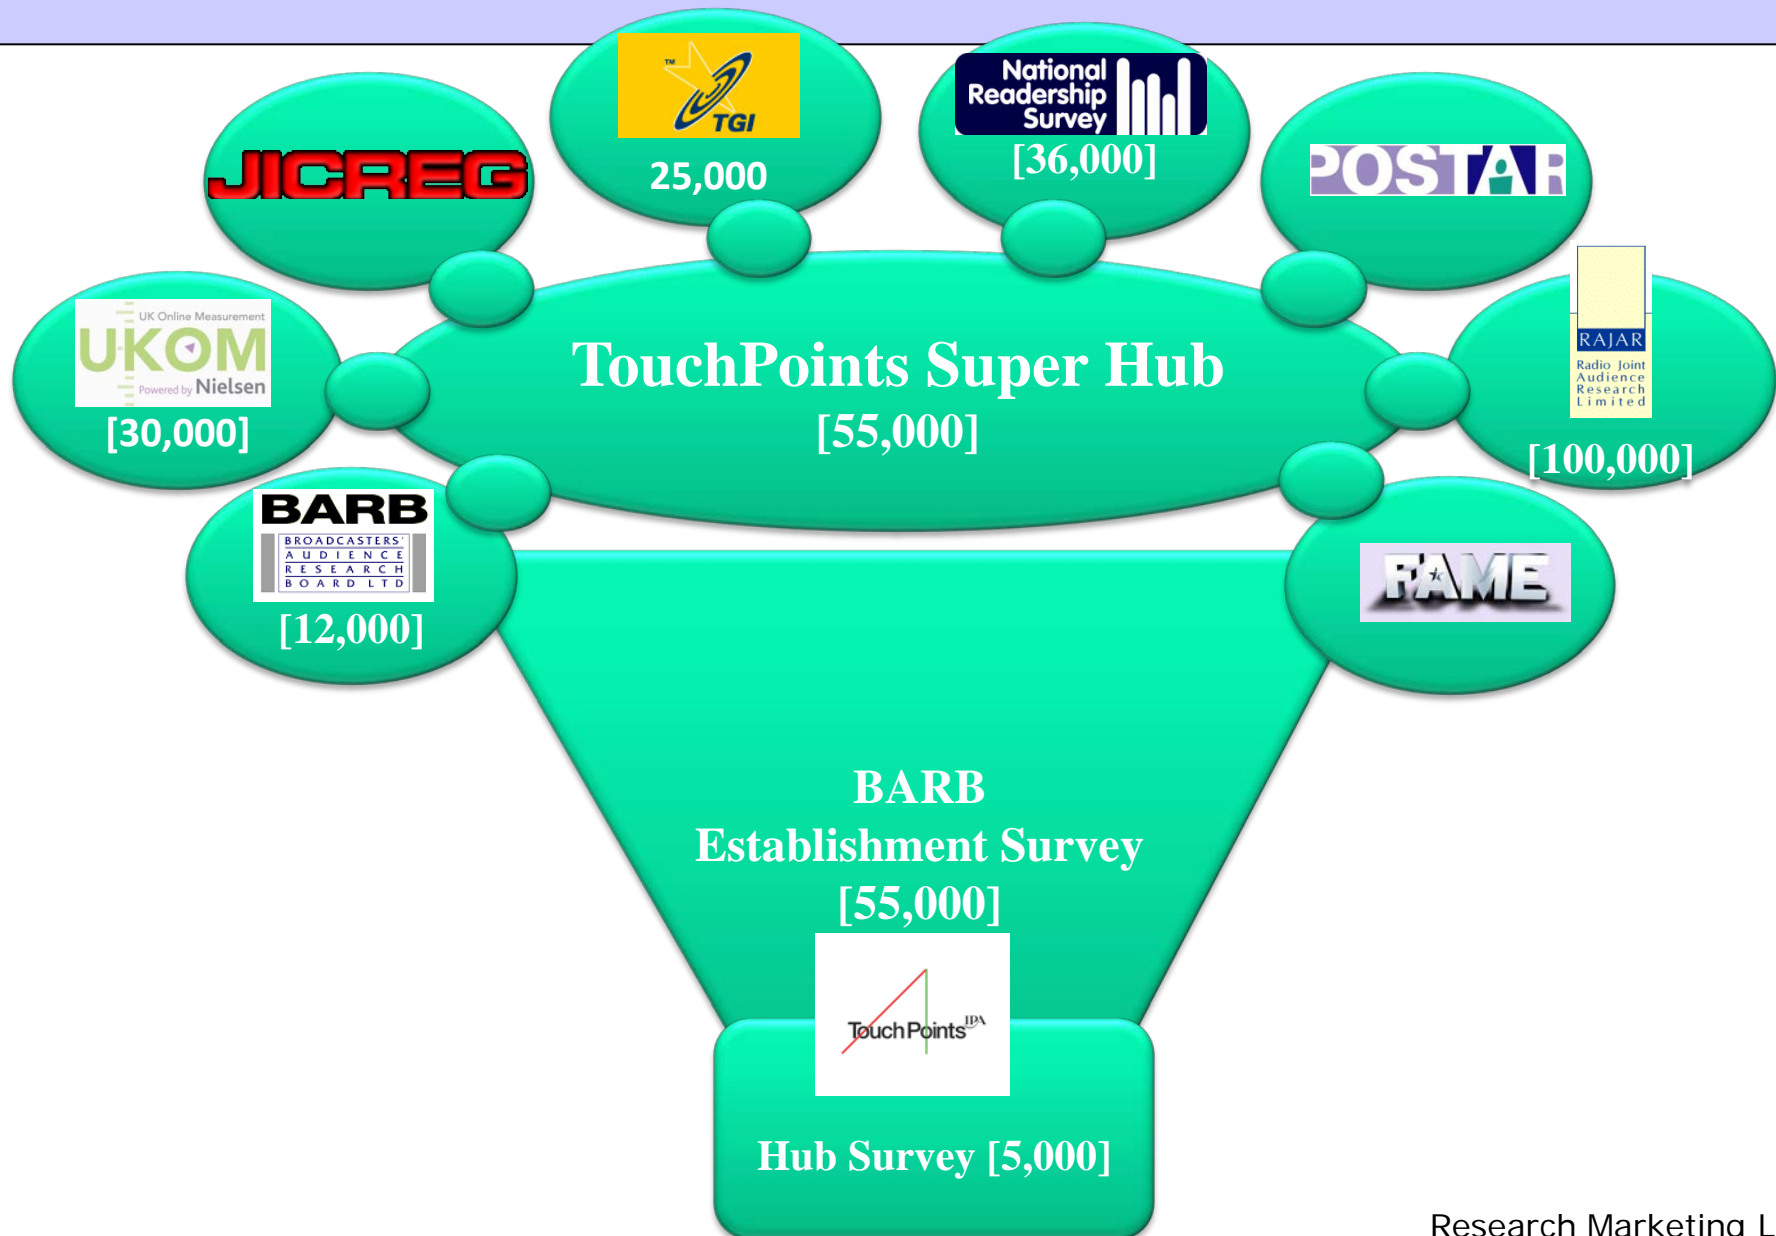 TM
TGI
25,000
National
Readership
Survey
[36,000]
JICREG
POSTAR
UK Online Measurement
UKOM
Powered by Nielsen
[30,000]
TouchPoints Super Hub
[55,000]
RAJAR
Radio Joint
Audience
Research
Limited
[100,000]
BARB
BROADCASTERS'
AUDIENCE
RESEARCH
BOARD LTD
[12,000]
FAME
BARB
Establishment Survey
[55,000]
TouchPoints IPA
Hub Survey [5,000]
Research Marketing L